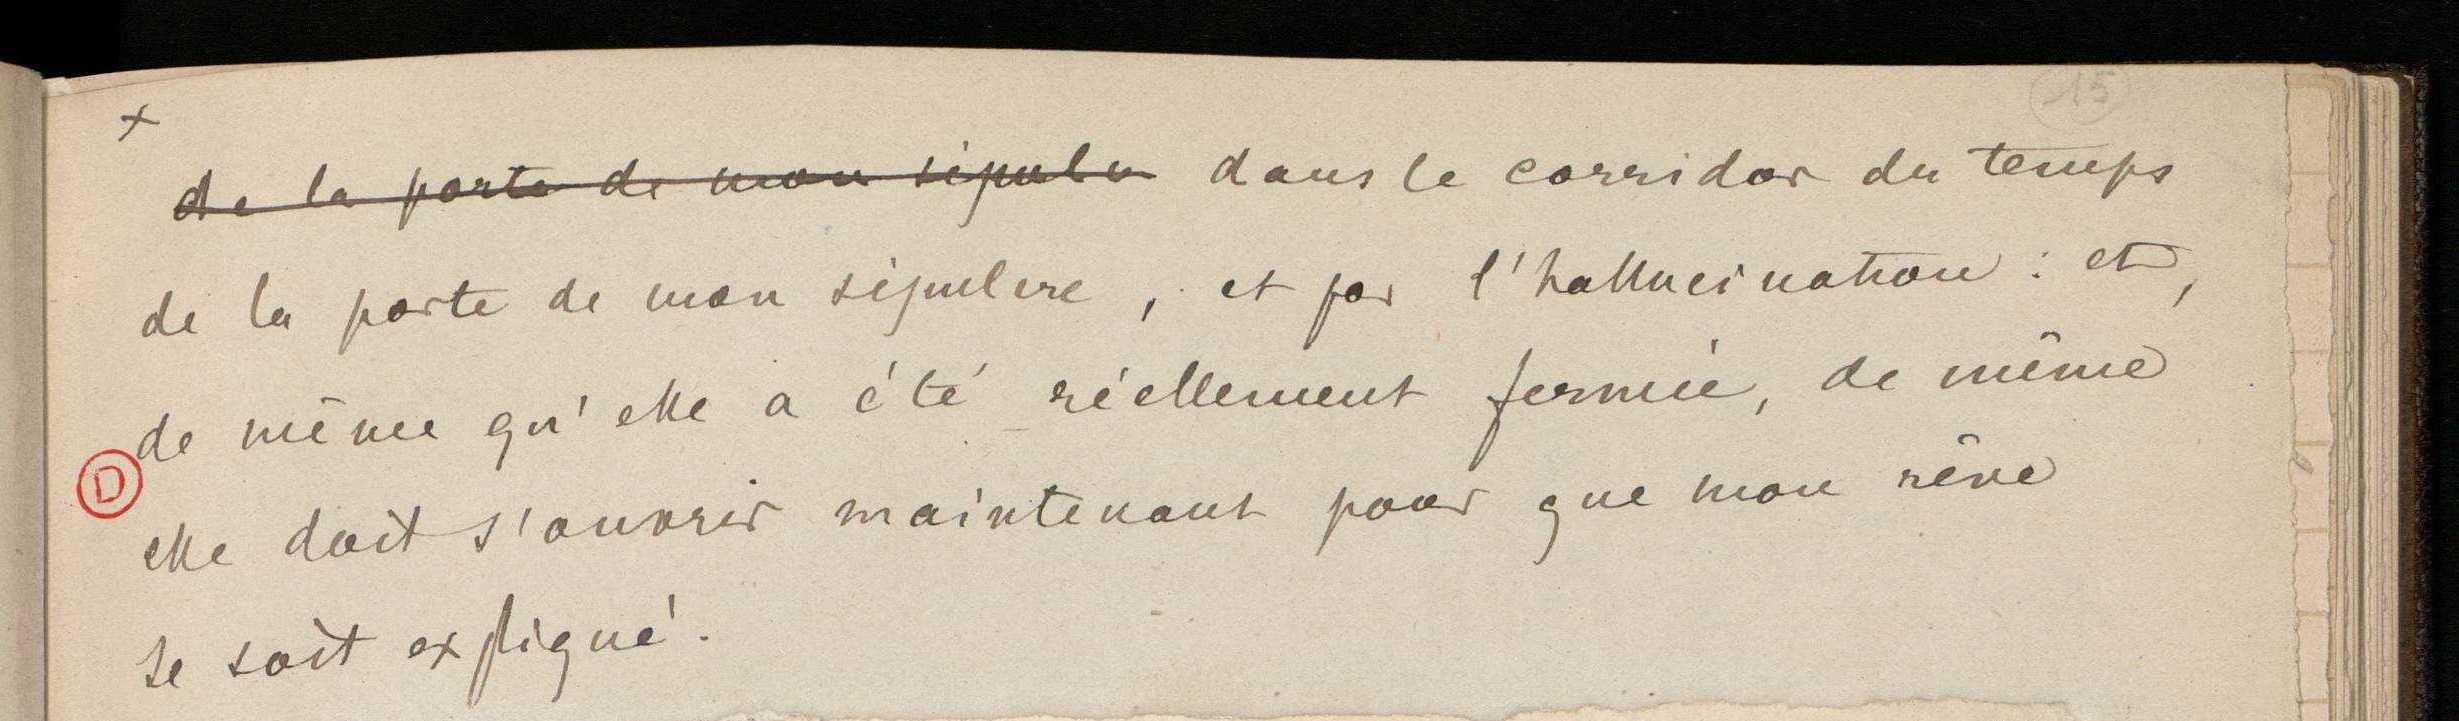 15
x
de la porte de mon sépulcre dans le corridor du temps
de la porte de mon sépulcre, et par l'hallucination : et,
de même qu'elle a été réellement fermée, de même
D
elle doit s'ouvrir maintenant pour que mon rêve
se soit expliqué.